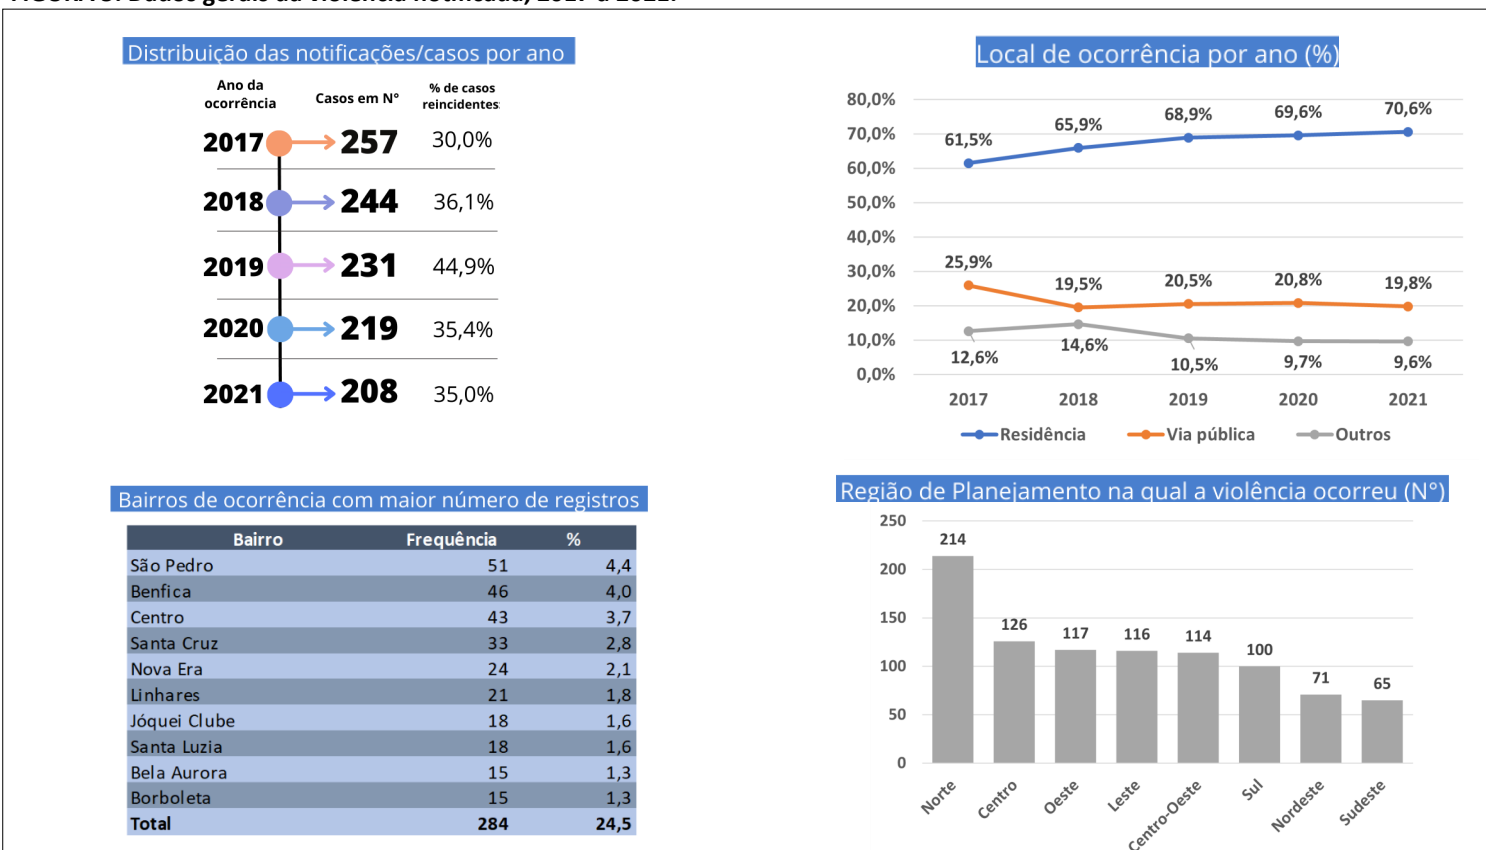 Distribuição das notificações/casos por ano
Ano da ocorrência
Casos em N°
% de casos reincidentes
2017 257 30,0%
2018 244 36,1%
2019 231 44,9%
2020 219 35,4%
2021 208 35,0%
Local de ocorrência por ano (%)
80,0%
70,0%
60,0%
50,0%
40,0%
30,0%
20,0%
10,0%
0,0%
61,5% 65,9% 68,9% 69,6% 70,6%
25,9% 19,5% 20,5% 20,8% 19,8%
12,6% 14,6% 10,5% 9,7% 9,6%
2017 2018 2019 2020 2021
Residência Via pública Outros
Bairros de ocorrência com maior número de registros
Bairro Frequência %
São Pedro 51 4,4
Benfica 46 4,0
Centro 43 3,7
Santa Cruz 33 2,8
Nova Era 24 2,1
Linhares 21 1,8
Jóquei Clube 18 1,6
Santa Luzia 18 1,6
Bela Aurora 15 1,3
Borboleta 15 1,3
Total 284 24,5
Região de Planejamento na qual a violência ocorreu (N°)
250
200
150
100
50
0
214 126 117 116 114 100 71 65
Norte Centro Oeste Leste Centro-Oeste Sul Nordeste Sudeste